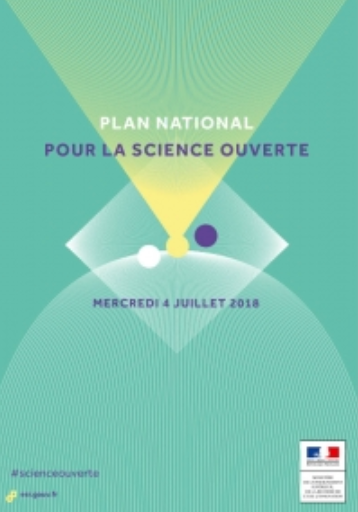 PLAN NATIONAL
POUR LA SCIENCE OUVERTE
MERCREDI 4 JUILLET 2018
#scienceouverte